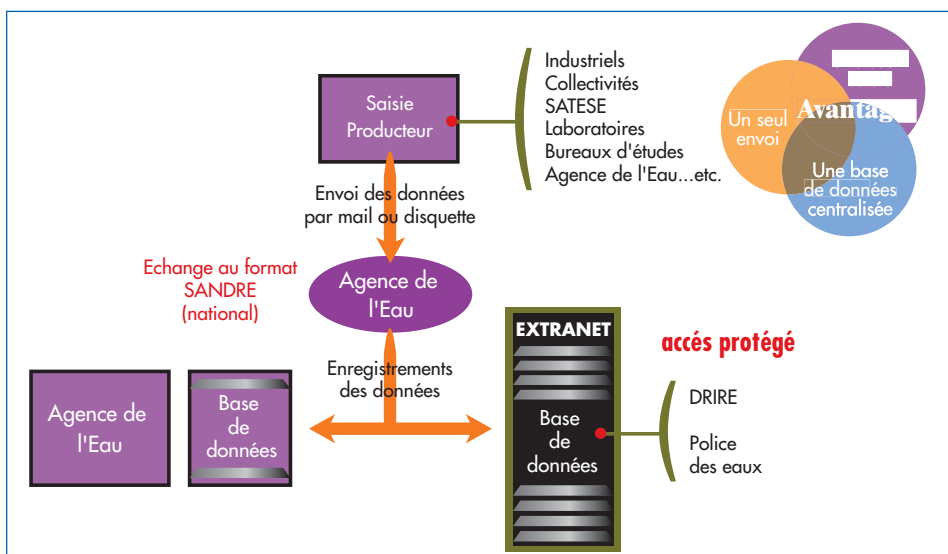 Saisie
Producteur
Industriels
Collectivités
SATESE
Laboratoires
Bureaux d'études
Agence de l'Eau...etc.
Un seul
envoi
Une base
de données
centralisée
Envoi des données
par mail ou disquette
Echange au format
SANDRE
(national)
Agence de
l'Eau
Enregistrements
des données
Agence de
l'Eau
Base
de
données
EXTRANET
Base
de
données
accés protégé
DRIRE
Police
des eaux